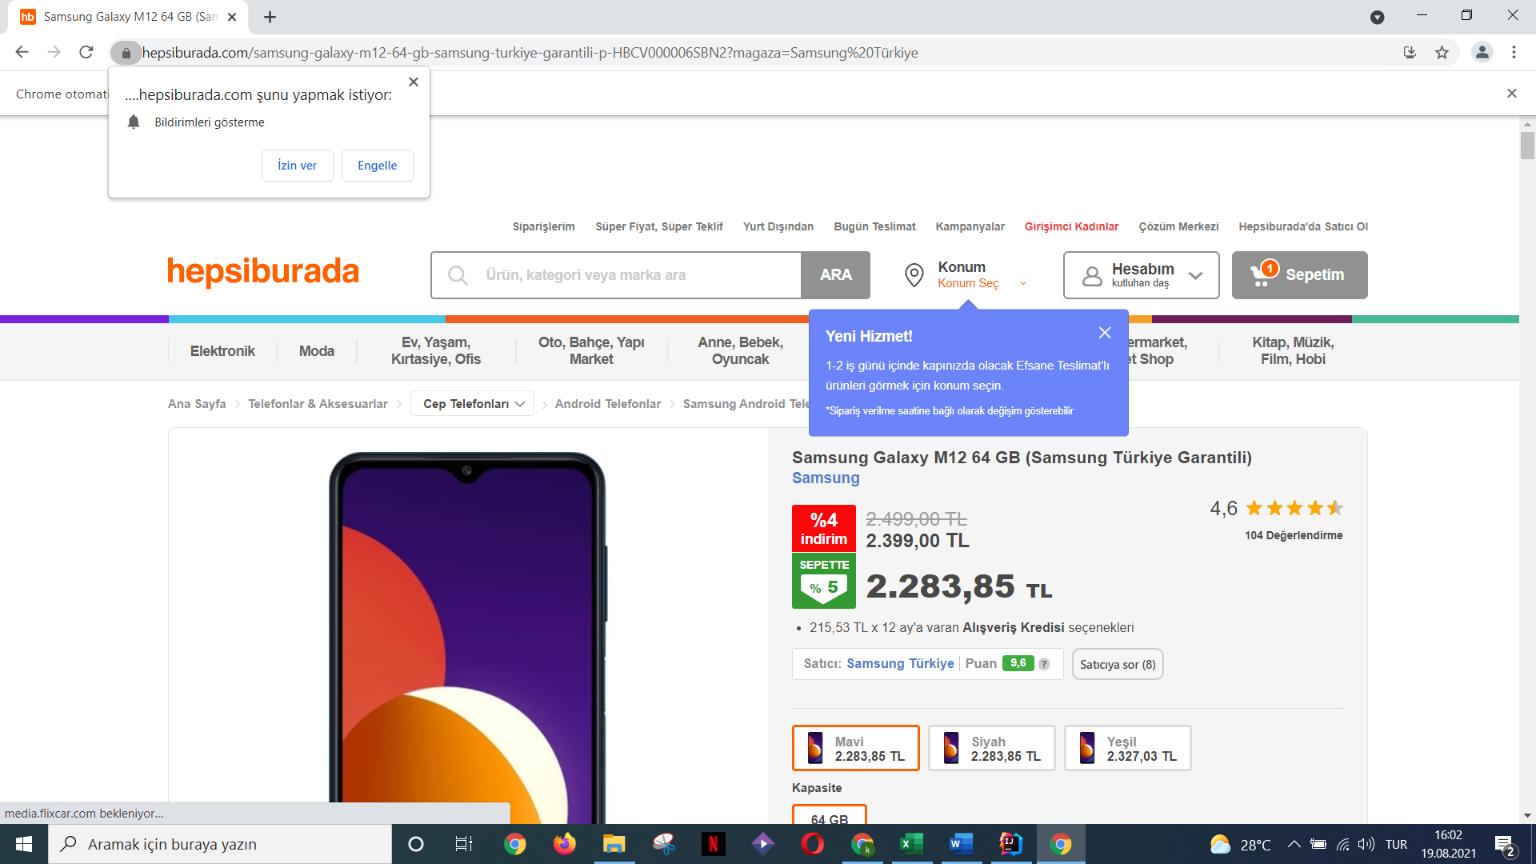 Samsung Galaxy M12 64 GB (San
hepsiburada.com/samsung-galaxy-m12-64-gb-samsung-turkiye-garantili-p-HBCV000006SBN2?magaza=Samsung%20Türkiye
Chrome otomati
....hepsiburada.com şunu yapmak istiyor:
Bildirimleri gösterme
İzin ver
Engelle
Siparişlerim
Süper Fiyat, Süper Teklif
Yurt Dışından
Bugün Teslimat
Kampanyalar
Girişimci Kadınlar
Çözüm Merkezi
Hepsiburada'da Satıcı Ol
hepsiburada
Ürün, kategori veya marka ara
ARA
Konum
Konum Seç
Hesabım
kutluhan daş
1
Sepetim
Elektronik
Moda
Ev, Yaşam,
Kırtasiye, Ofis
Oto, Bahçe, Yapı
Market
Anne, Bebek,
Oyuncak
ermarket,
et Shop
Kitap, Müzik,
Film, Hobi
Yeni Hizmet!
1-2 iş günü içinde kapınızda olacak Efsane Teslimat'lı
ürünleri görmek için konum seçin.
*Sipariş verilme saatine bağlı olarak değişim gösterebilir
Ana Sayfa
Telefonlar & Aksesuarlar
Cep Telefonları
Android Telefonlar
Samsung Android Tele
Samsung Galaxy M12 64 GB (Samsung Türkiye Garantili)
Samsung
%4
indirim
2.499,00 TL
2.399,00 TL
4,6
104 Değerlendirme
SEPETTE
% 5
2.283,85 TL
215,53 TL x 12 ay'a varan Alışveriş Kredisi seçenekleri
Satıcı: Samsung Türkiye
Puan 9,6 ?
Satıcıya sor (8)
Mavi
2.283,85 TL
Siyah
2.283,85 TL
Yeşil
2.327,03 TL
Kapasite
64 GB
media.flixcar.com bekleniyor...
Aramak için buraya yazın
28°C
TUR
16:02
19.08.2021
2